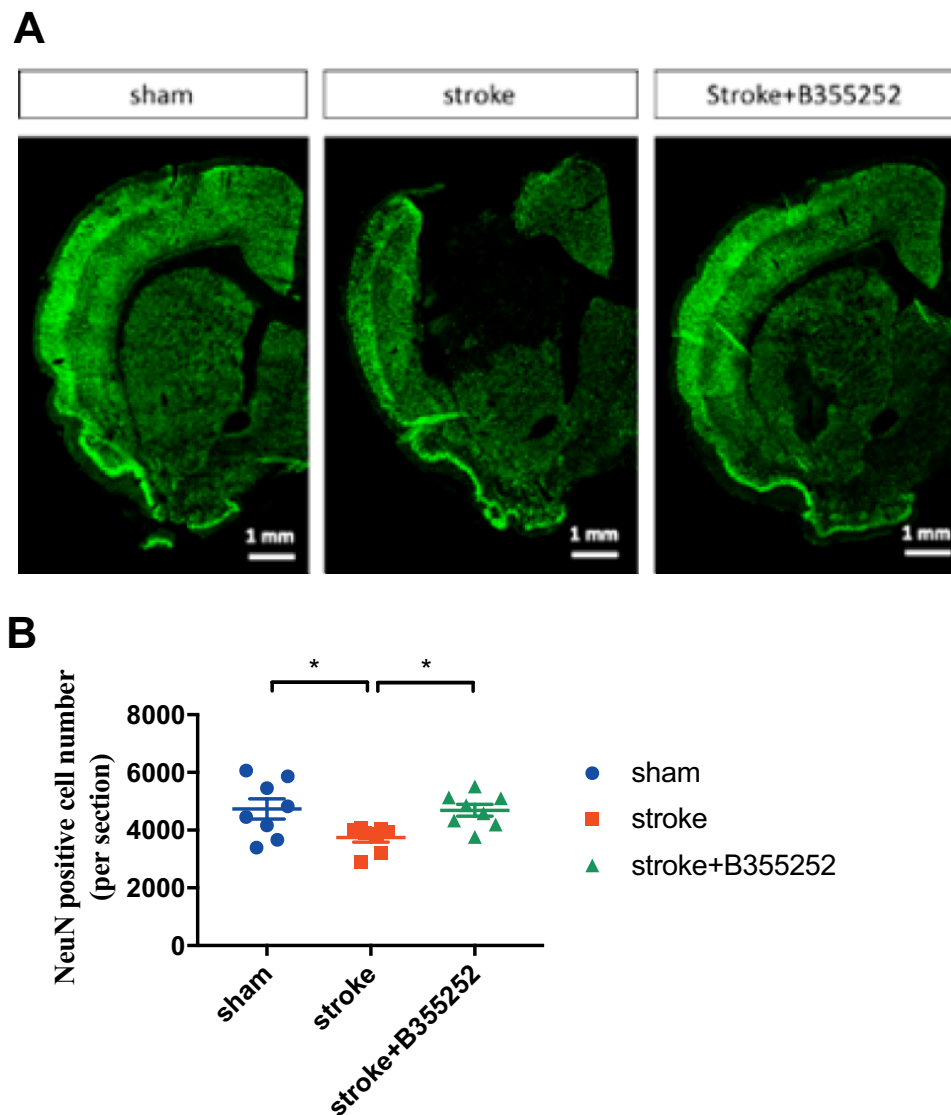 A
sham
stroke
Stroke+B355252
1 mm
1 mm
1 mm
B
NeuN positive cell number
(per section)
*
*
8000
6000
4000
2000
0
sham
stroke
stroke+B355252
sham
stroke
stroke+B355252